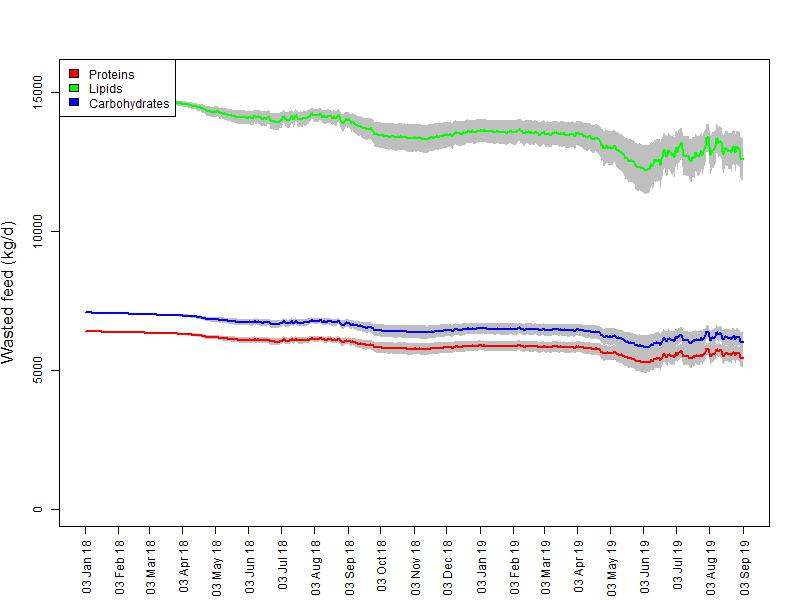 Proteins
Lipids
Carbohydrates
Wasted feed (kg/d)
15000
10000
5000
0
03 Jan 18
03 Feb 18
03 Mar 18
03 Apr 18
03 May 18
03 Jun 18
03 Jul 18
03 Aug 18
03 Sep 18
03 Oct 18
03 Nov 18
03 Dec 18
03 Jan 19
03 Feb 19
03 Mar 19
03 Apr 19
03 May 19
03 Jun 19
03 Jul 19
03 Aug 19
03 Sep 19